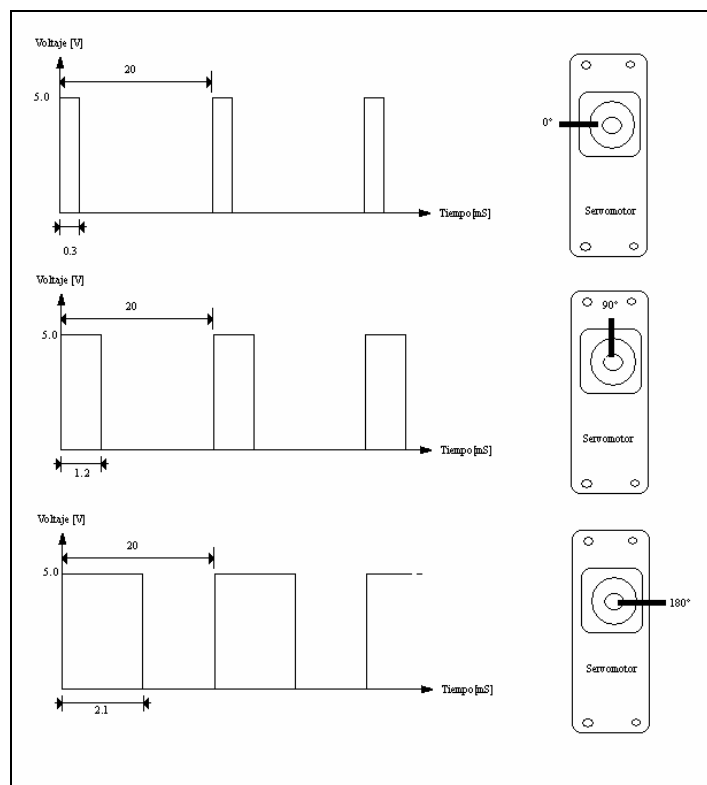 Voltaje [V]
20
5.0
0°
Tiempo[mS]
Servomotor
0.3
Voltaje [V]
20
90°
5.0
Servomotor
Tiempo[mS]
1.2
Voltaje [V]
20
5.0
180°
Servomotor
Tiempo[mS]
2.1